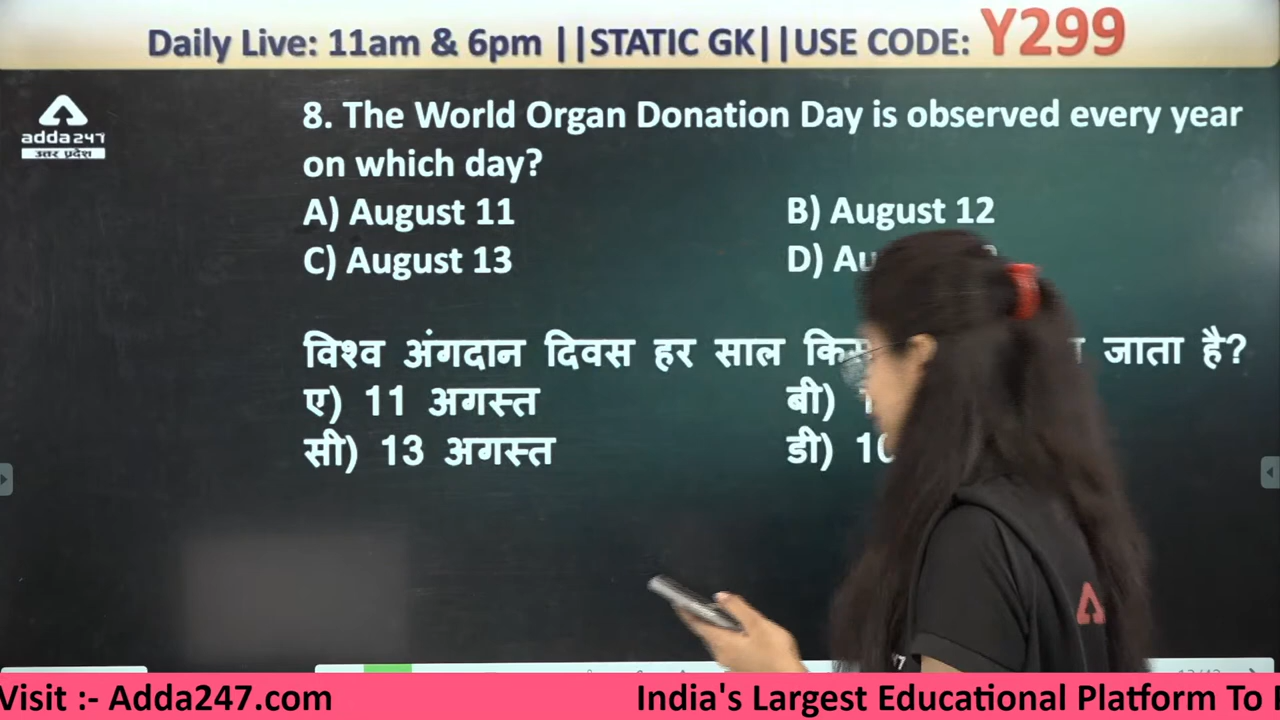 Daily Live: 11am & 6pm ||STATIC GK||USE CODE: Y299
adda247
उत्तर प्रदेश
8. The World Organ Donation Day is observed every year
on which day?
A) August 11 B) August 12
C) August 13 D)
विश्व अंगदान दिवस हर साल जाता है?
ए) 11 अगस्त बी)
सी) 13 अगस्त डी)
Visit :- Adda247.com India's Largest Educational Platform To